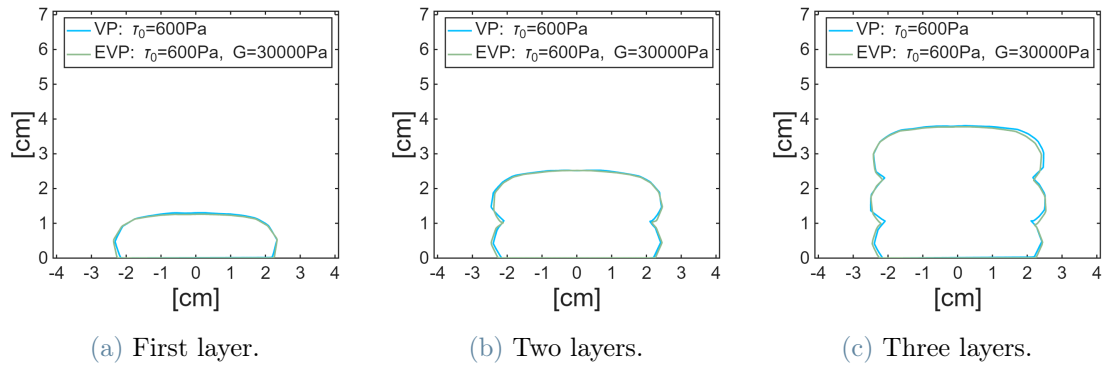 VP: τ₀=600Pa
EVP: τ₀=600Pa, G=30000Pa
7
6
5
4
3
2
1
0
[cm]
-4 -3 -2 -1 0 1 2 3 4
[cm]
(a) First layer.
VP: τ₀=600Pa
EVP: τ₀=600Pa, G=30000Pa
7
6
5
4
3
2
1
0
[cm]
-4 -3 -2 -1 0 1 2 3 4
[cm]
(b) Two layers.
VP: τ₀=600Pa
EVP: τ₀=600Pa, G=30000Pa
7
6
5
4
3
2
1
0
[cm]
-4 -3 -2 -1 0 1 2 3 4
[cm]
(c) Three layers.